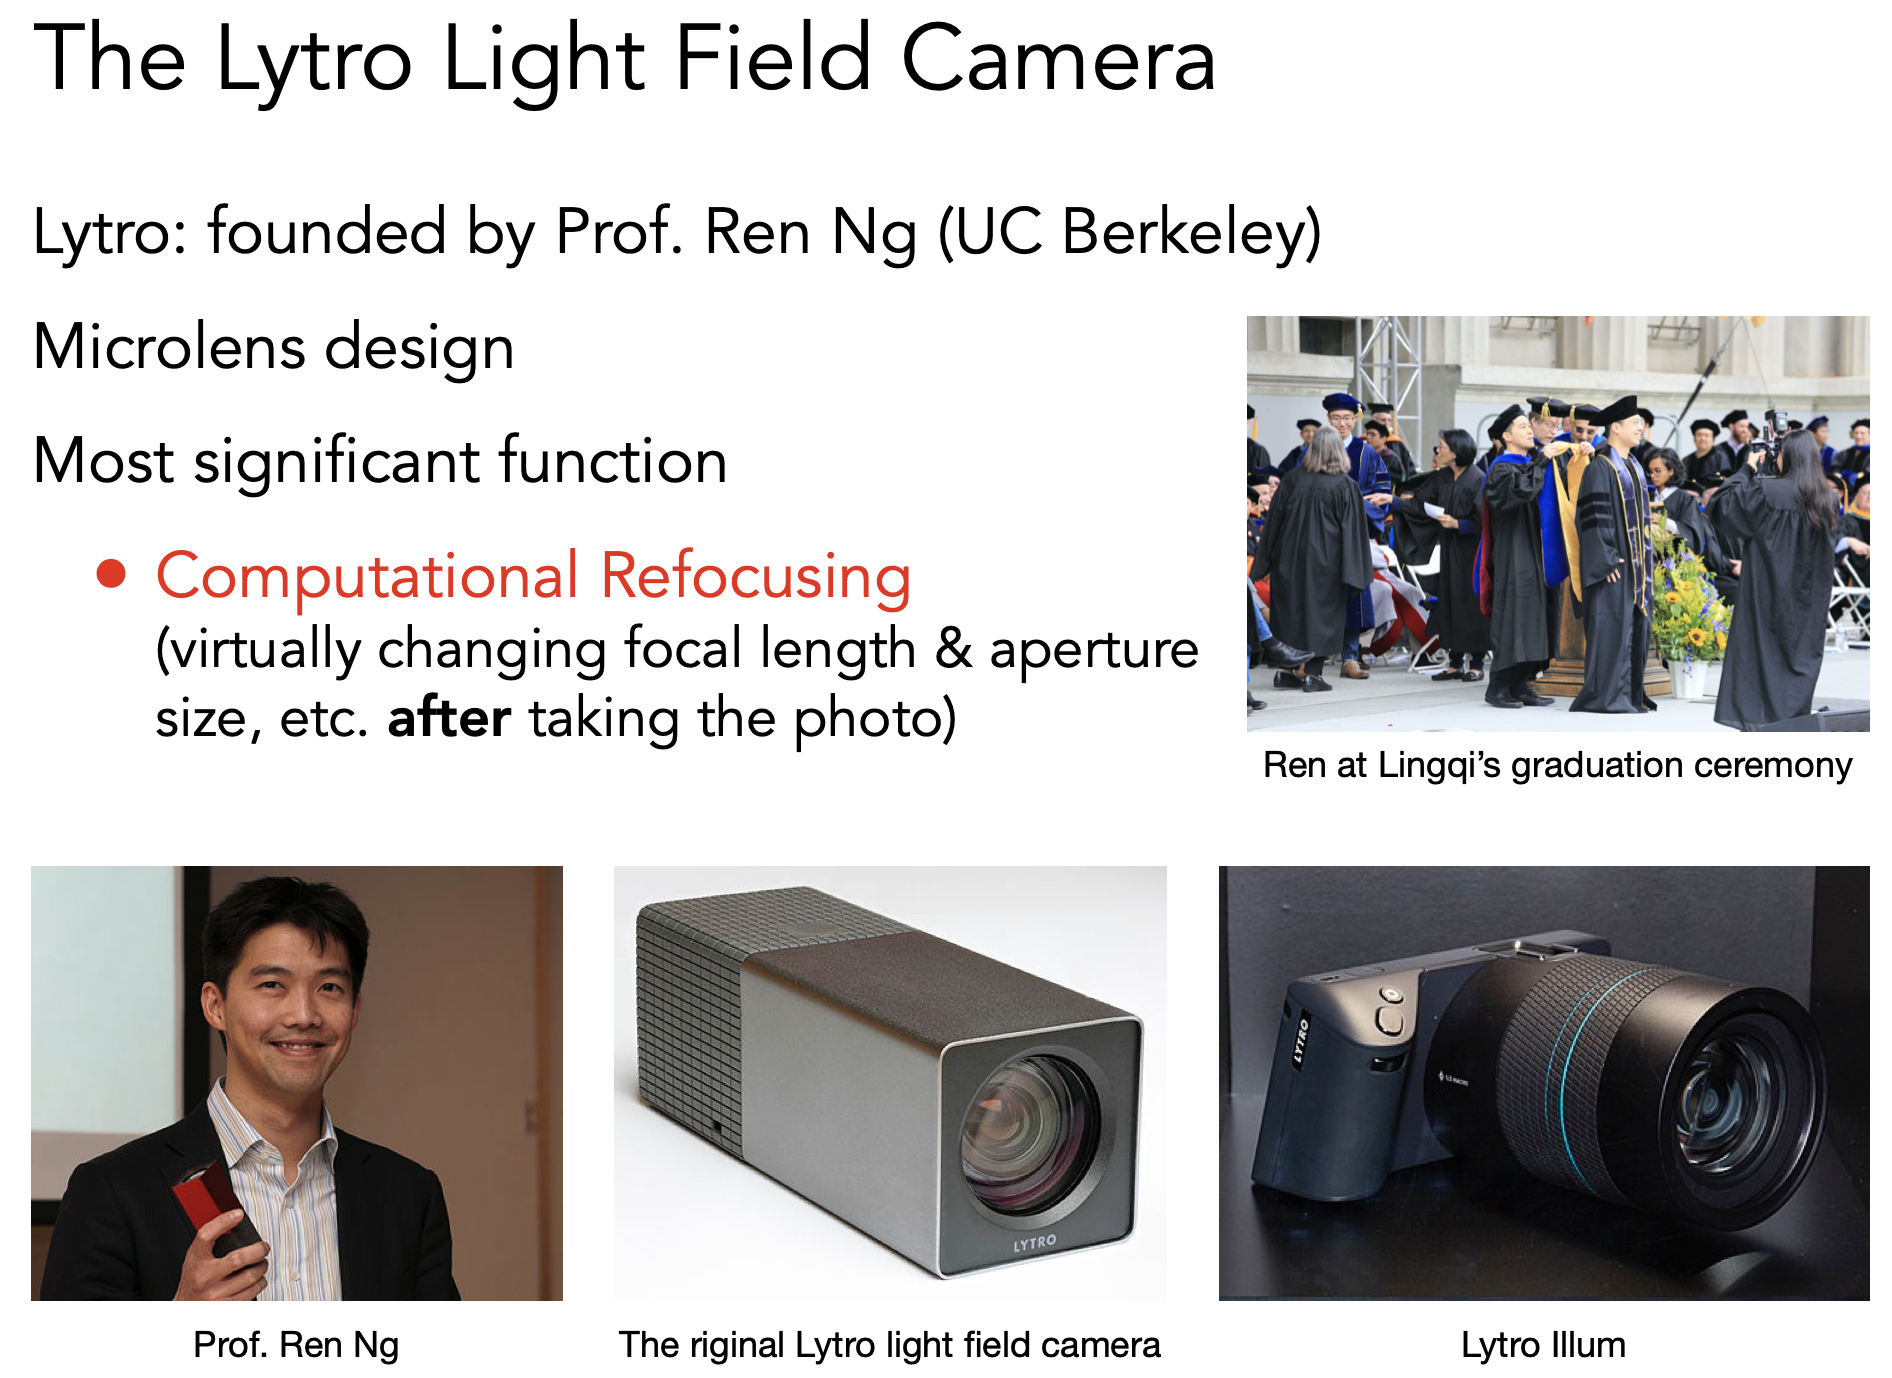 The Lytro Light Field Camera
Lytro: founded by Prof. Ren Ng (UC Berkeley)
Microlens design
Most significant function
• Computational Refocusing
(virtually changing focal length & aperture
size, etc. after taking the photo)
Ren at Lingqi’s graduation ceremony
LYTRO
LYTRO
Prof. Ren Ng
The riginal Lytro light field camera
Lytro Illum